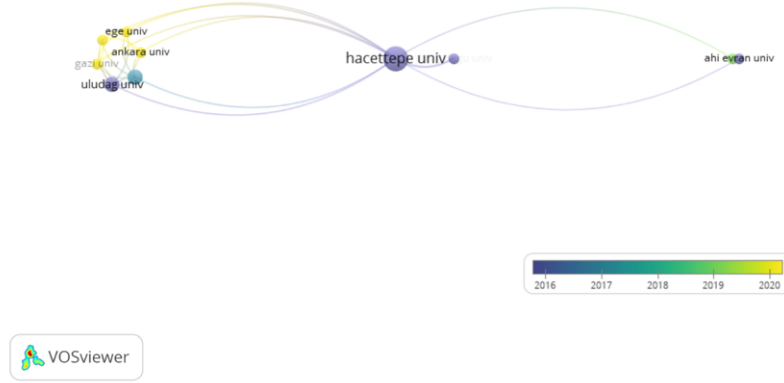 ege univ
ankara univ
gazi univ
uludag univ
hacettepe univ
ahi evran univ
2016 2017 2018 2019 2020
VOSviewer